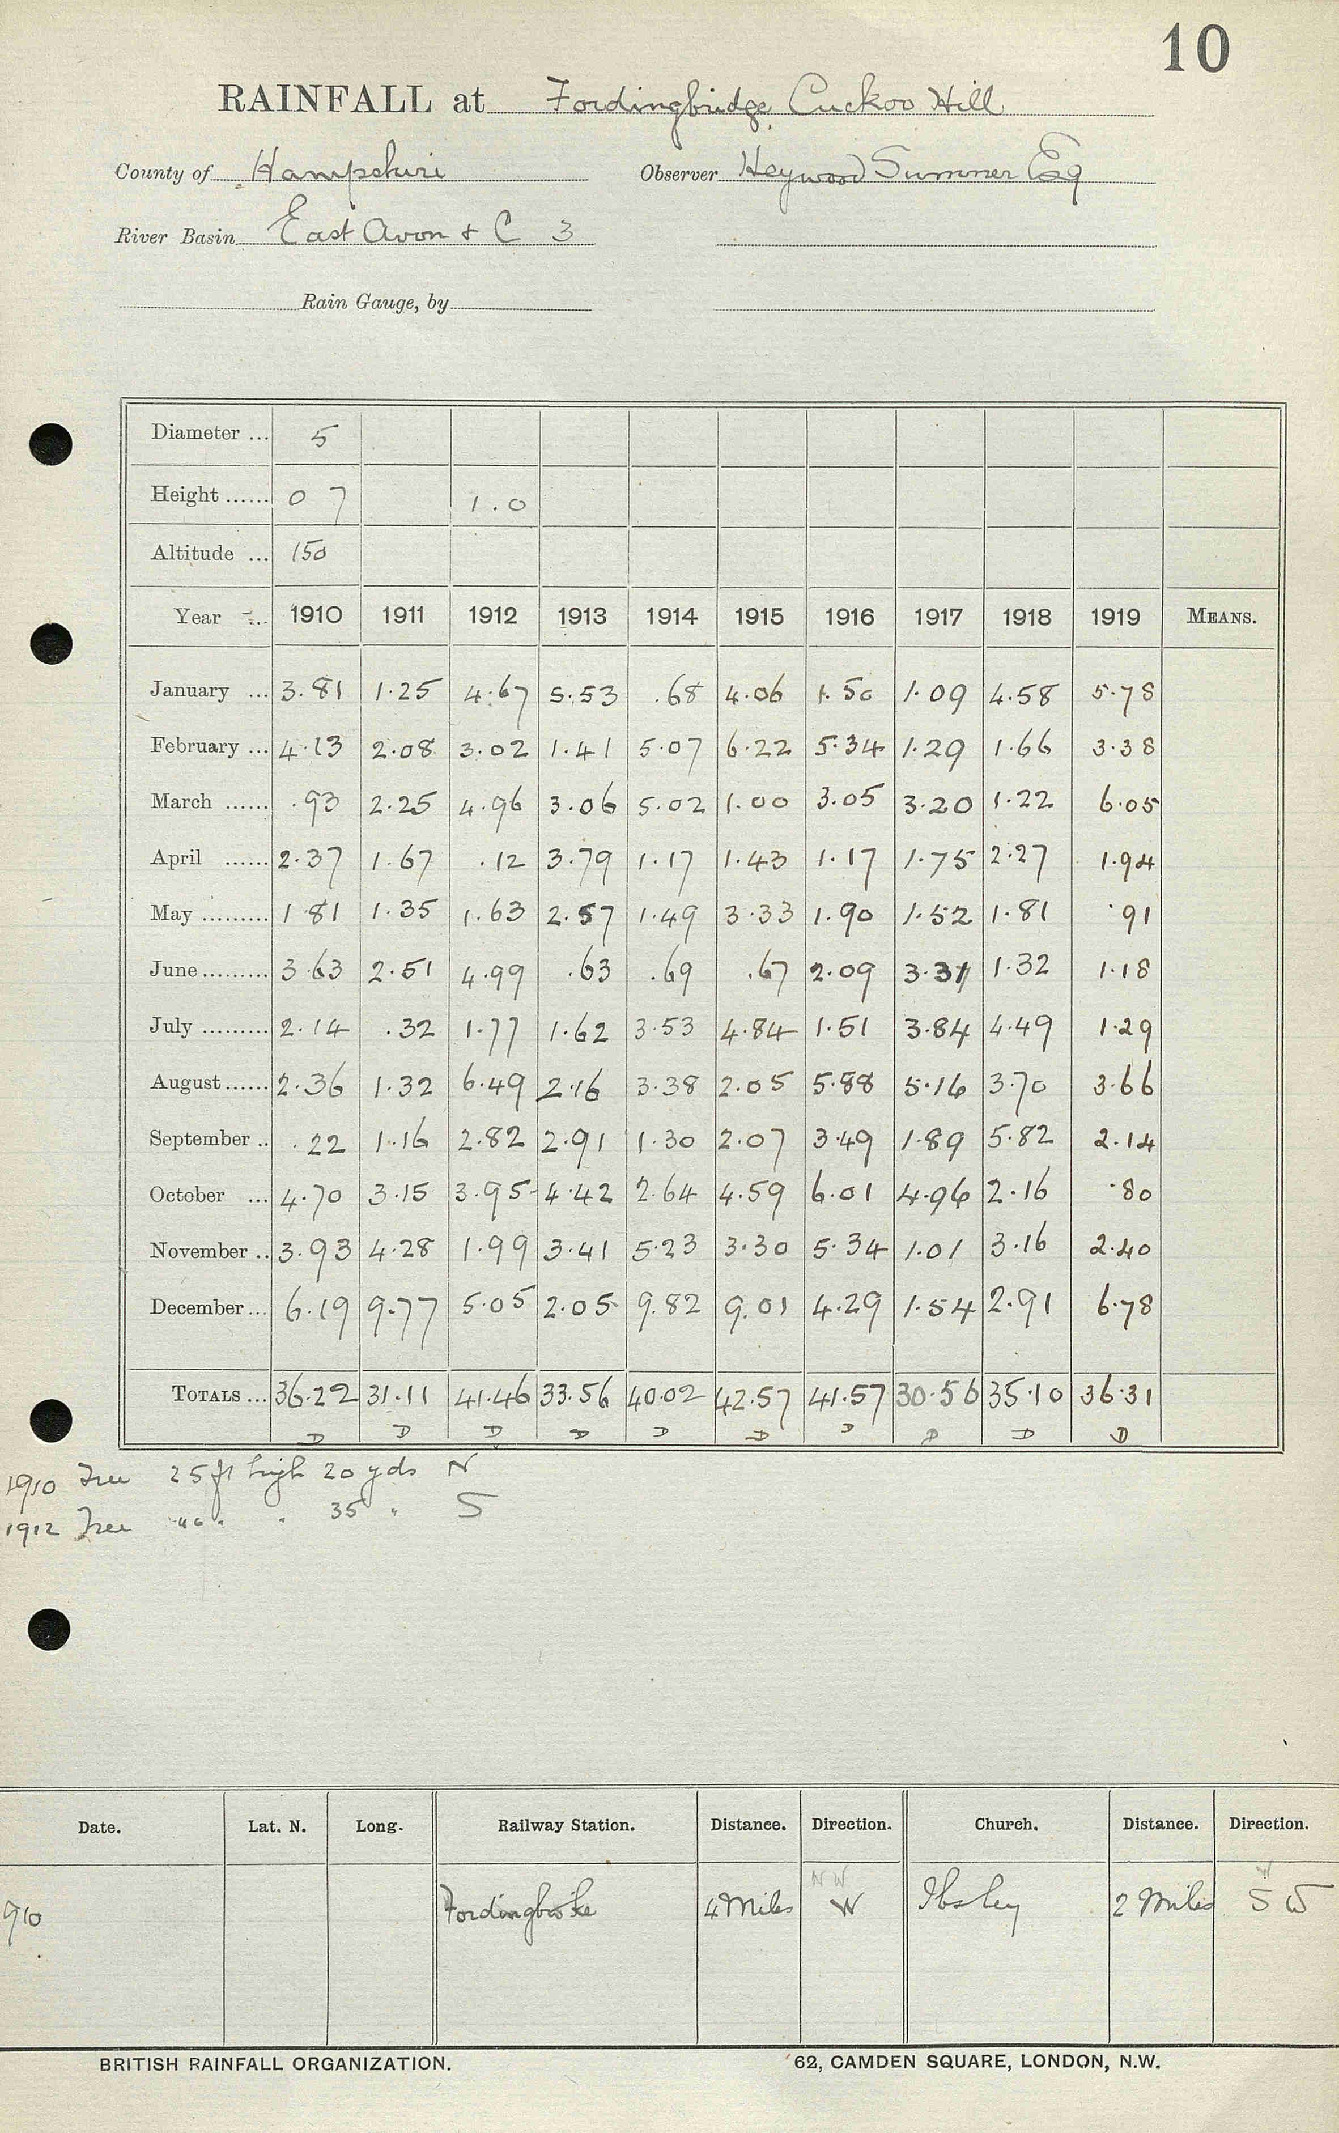 10
RAINFALL at Fordingbridge, Cuckoo Hill
County of Hampshire Observer Heywood Sumner Esq
River Basin East Avon & C 3
Rain Gauge, by
Diameter ... 5
Height ...... 0 7 1.0
Altitude ... 150
Year ... 1910 1911 1912 1913 1914 1915 1916 1917 1918 1919 MEANS.
January ... 3.81 1.25 4.67 5.53 .68 4.06 1.50 1.09 4.58 5.78
February ... 4.13 2.08 3.02 1.41 5.07 6.22 5.34 1.29 1.66 3.38
March ...... .93 2.25 4.96 3.06 5.02 1.00 3.05 3.20 1.22 6.05
April ...... 2.37 1.67 .12 3.79 1.17 1.43 1.17 1.75 2.27 1.94
May ......... 1 81 1.35 1.63 2.57 1.49 3.33 1.90 1.52 1.81 .91
June ......... 3.63 2.51 4.99 .63 .69 .67 2.09 3.31 1.32 1.18
July ......... 2.14 .32 1.77 1.62 3.53 4.84 1.51 3.84 4.49 1.29
August ...... 2.36 1.32 6.49 2.16 3.38 2.05 5.88 5.16 3.70 3.66
September .. .22 1.16 2.82 2.91 1.30 2.07 3.49 1.89 5.82 2.14
October ... 4.70 3.15 3.95 4.42 2.64 4.59 6.01 4.96 2.16 .80
November .. 3.93 4.28 1.99 3.41 5.23 3.30 5.34 1.01 3.16 2.40
December ... 6.19 9.77 5.05 2.05 9.82 9.01 4.29 1.54 2.91 6.78
TOTALS ... 36.22 31.11 41.46 33.56 40.02 42.57 41.57 30.56 35.10 36.31
D D D D D D D D D D
1910 Tree 25 ft high 20 yds N
1912 Tree " " 35 " S
Date. Lat. N. Long. Railway Station. Distance. Direction. Church. Distance. Direction.
NW W
910 Fordingbridge 4 Miles W Ibsley 2 Miles S W
BRITISH RAINFALL ORGANIZATION. 62, CAMDEN SQUARE, LONDON, N.W.